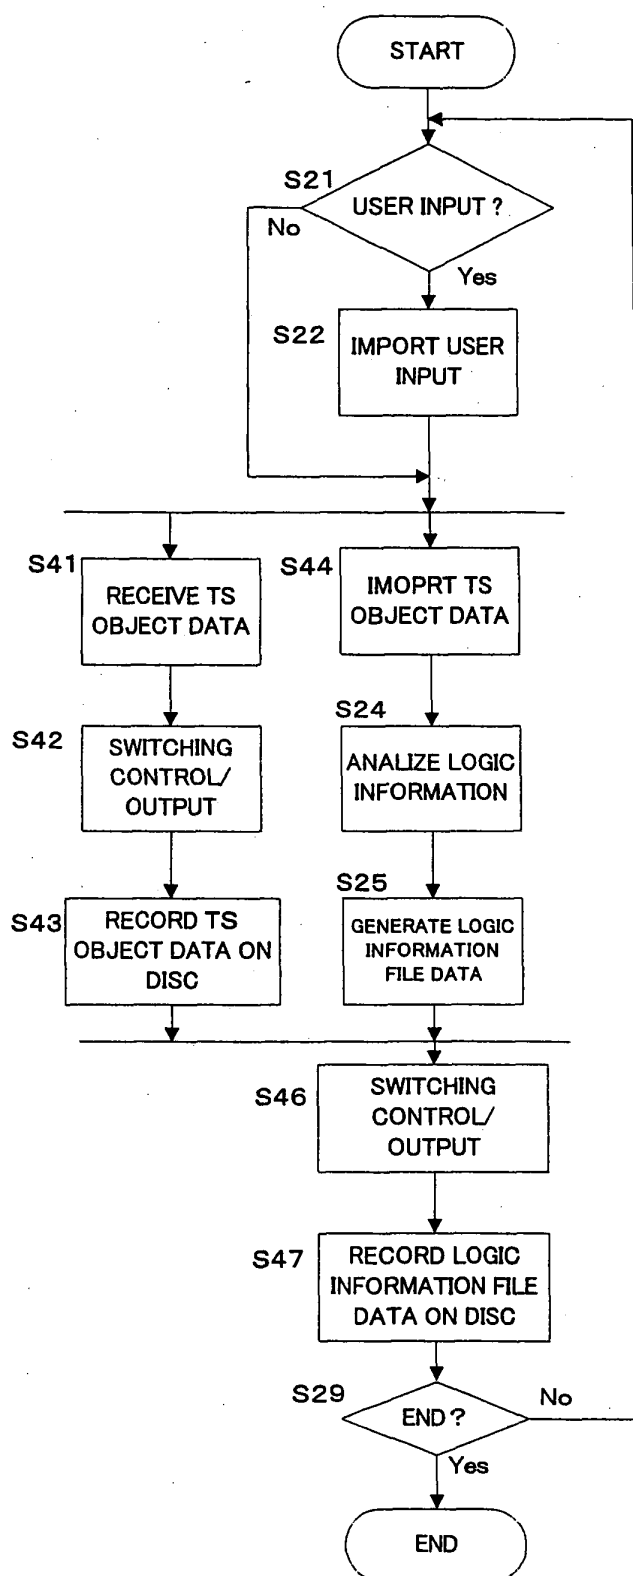 START
S21
USER INPUT ?
No
Yes
S22
IMPORT USER
INPUT
S41
RECEIVE TS
OBJECT DATA
S44
IMOPRT TS
OBJECT DATA
S42
SWITCHING
CONTROL/
OUTPUT
S24
ANALIZE LOGIC
INFORMATION
S43
RECORD TS
OBJECT DATA ON
DISC
S25
GENERATE LOGIC
INFORMATION
FILE DATA
S46
SWITCHING
CONTROL/
OUTPUT
S47
RECORD LOGIC
INFORMATION FILE
DATA ON DISC
S29
END ?
No
Yes
END